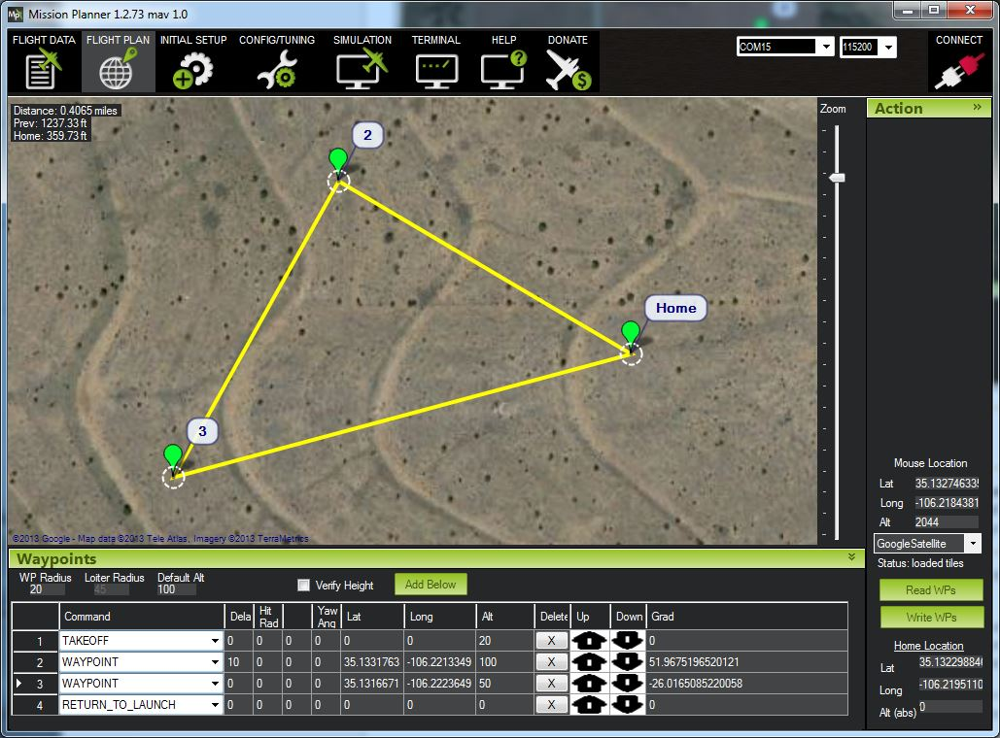 Mp Mission Planner 1.2.73 mav 1.0
FLIGHT DATA FLIGHT PLAN INITIAL SETUP CONFIG/TUNING SIMULATION TERMINAL HELP DONATE COM15 115200 CONNECT
Distance: 0.4065 miles
Prev: 1237.33 ft
Home: 359.73 ft
2
Home
3
©2013 Google - Map data ©2013 Tele Atlas, Imagery ©2013 TerraMetrics
Zoom
Action »
Mouse Location
Lat 35.132746335
Long -106.2184381
Alt 2044
GoogleSatellite
Status: loaded tiles
Read WPs
Write WPs
Home Location
Lat 35.132298846
Long -106.2195110
Alt (abs) 0
Waypoints
WP Radius Loiter Radius Default Alt
20 45 100 Verify Height Add Below
Command Dela Hit Rad Yaw Ang Lat Long Alt Delete Up Down Grad
1 TAKEOFF 0 0 0 0 0 0 20 X 0
2 WAYPOINT 10 0 0 0 35.1331763 -106.2213349 100 X 51.9675196520121
3 WAYPOINT 0 0 0 0 35.1316671 -106.2223649 50 X -26.0165085220058
4 RETURN_TO_LAUNCH 0 0 0 0 0 0 0 X 0